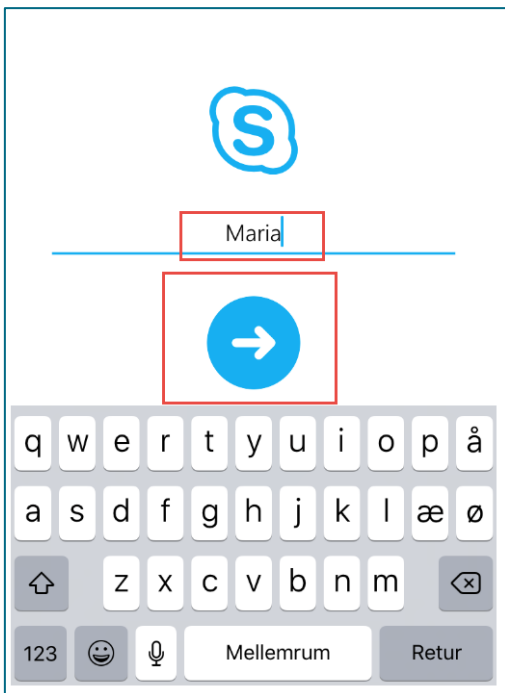 S
Maria
q w e r t y u i o p å
a s d f g h j k l æ ø
z x c v b n m
123 Mellemrum Retur